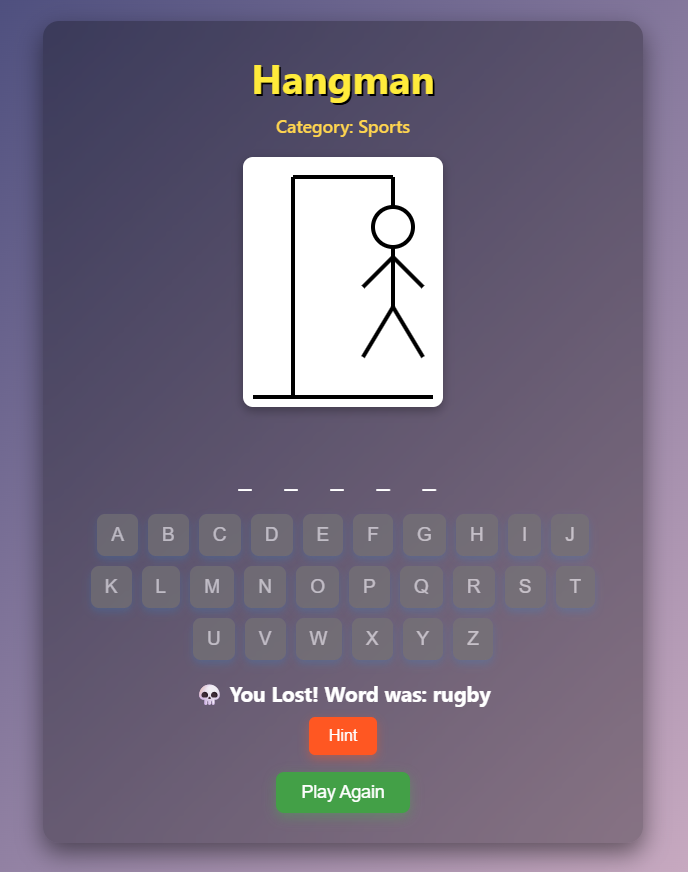 Hangman
Category: Sports
_ _ _ _ _
A B C D E F G H I J
K L M N O P Q R S T
U V W X Y Z
💀 You Lost! Word was: rugby
Hint
Play Again